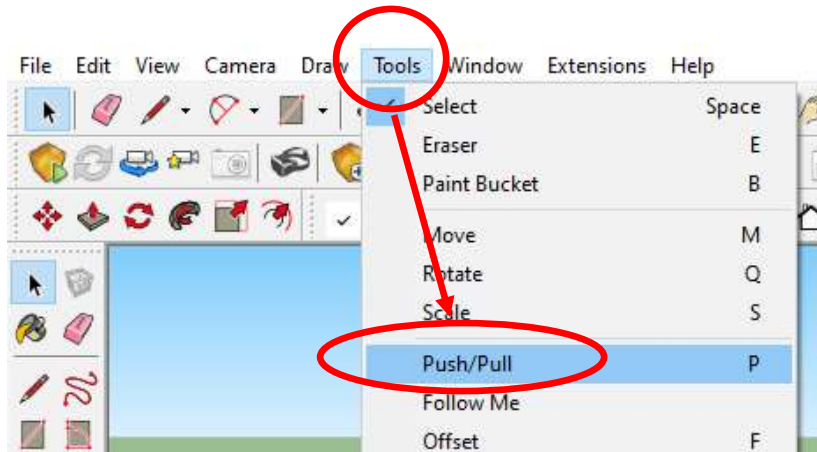 File Edit View Camera Draw Tools Window Extensions Help
Select Space
Eraser E
Paint Bucket B
Move M
Rotate Q
Scale S
Push/Pull P
Follow Me
Offset F